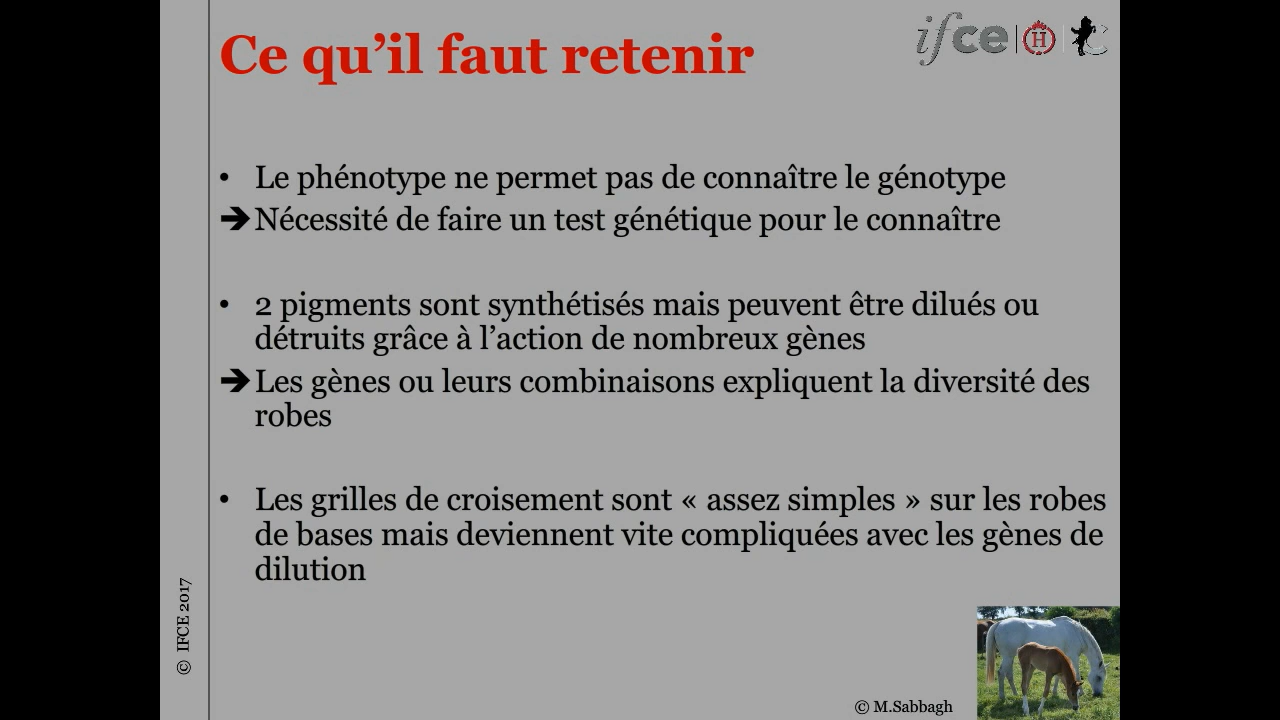 Ce qu’il faut retenir
ifce
H
• Le phénotype ne permet pas de connaître le génotype
➔ Nécessité de faire un test génétique pour le connaître
• 2 pigments sont synthétisés mais peuvent être dilués ou
détruits grâce à l’action de nombreux gènes
➔ Les gènes ou leurs combinaisons expliquent la diversité des
robes
• Les grilles de croisement sont « assez simples » sur les robes
de bases mais deviennent vite compliquées avec les gènes de
dilution
© IFCE 2017
© M.Sabbagh